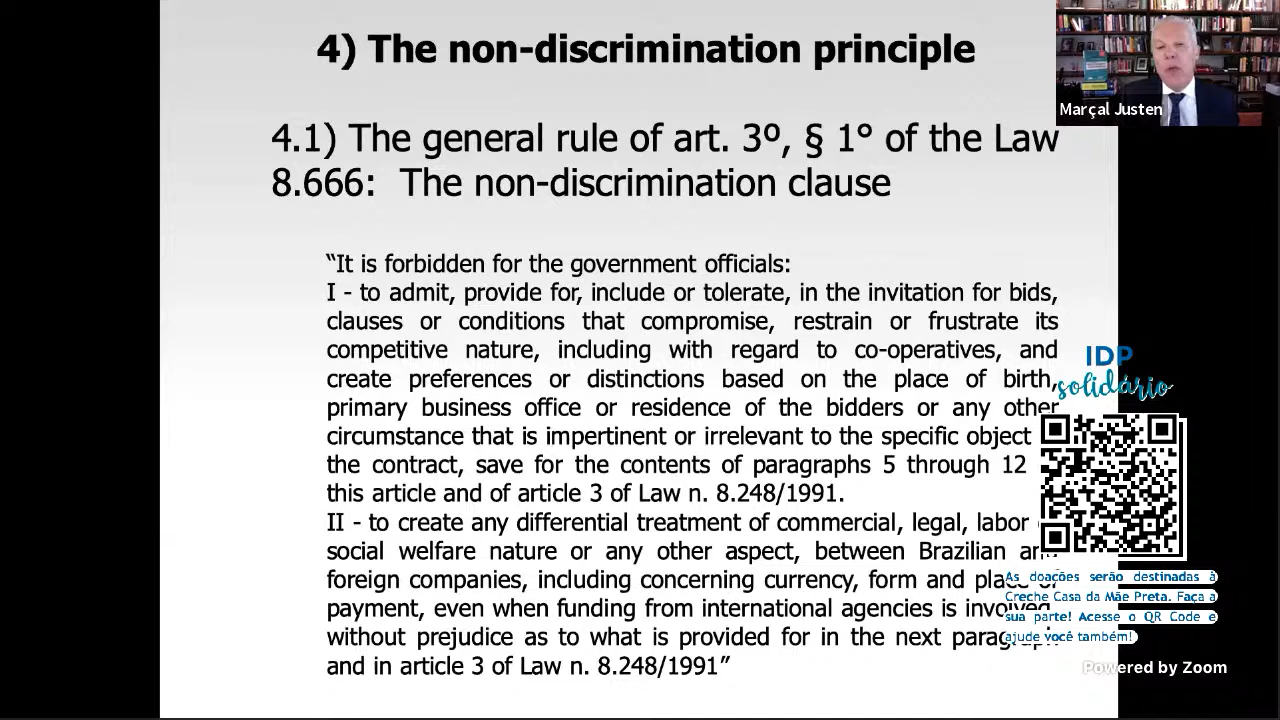 4) The non-discrimination principle
4.1) The general rule of art. 3º, § 1° of the Law
8.666: The non-discrimination clause
“It is forbidden for the government officials:
I - to admit, provide for, include or tolerate, in the invitation for bids,
clauses or conditions that compromise, restrain or frustrate its
competitive nature, including with regard to co-operatives, and
create preferences or distinctions based on the place of birth,
primary business office or residence of the bidders or any other
circumstance that is impertinent or irrelevant to the specific object
the contract, save for the contents of paragraphs 5 through 12
this article and of article 3 of Law n. 8.248/1991.
II - to create any differential treatment of commercial, legal, labor
social welfare nature or any other aspect, between Brazilian and
foreign companies, including concerning currency, form and place of
payment, even when funding from international agencies is involved,
without prejudice as to what is provided for in the next paragraph
and in article 3 of Law n. 8.248/1991”
Marçal Justen
IDP
solidário
As doações serão destinadas à
Creche Casa da Mãe Preta. Faça a
sua parte! Acesse o QR Code e
ajude você também!
Powered by Zoom